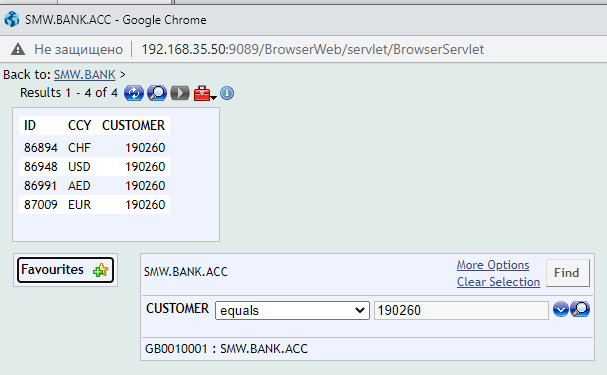 SMW.BANK.ACC - Google Chrome
Не защищено 192.168.35.50:9089/BrowserWeb/servlet/BrowserServlet
Back to: SMW.BANK >
Results 1 - 4 of 4
ID CCY CUSTOMER
86894 CHF 190260
86948 USD 190260
86991 AED 190260
87009 EUR 190260
Favourites
SMW.BANK.ACC
More Options
Clear Selection
Find
CUSTOMER equals 190260
GB0010001 : SMW.BANK.ACC